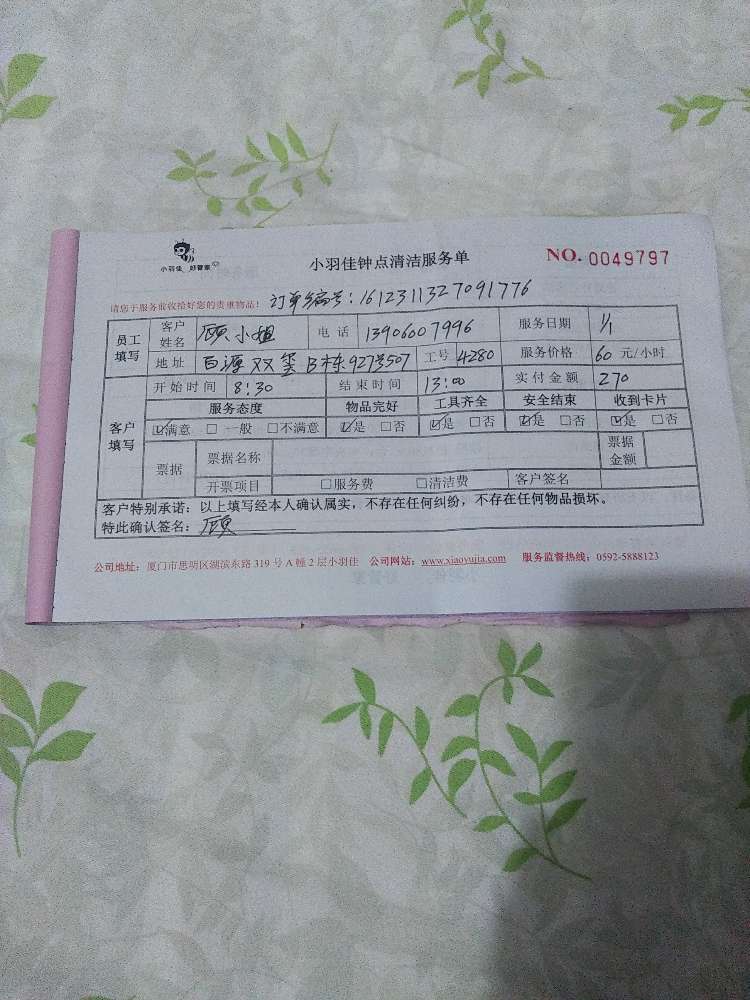 小羽佳 好管家
小羽佳钟点清洁服务单
NO. 0049797
请您于服务前收拾好您的贵重物品! 订单编号: 1612311327091776
员工填写 客户姓名 顾小姐 电话 13906007996 服务日期 1/1
地址 百源双玺B栋927号507 工号 4280 服务价格 60 元/小时
客户填写 开始时间 8:30 结束时间 13:00 实付金额 270
服务态度 物品完好 工具齐全 安全结束 收到卡片
☑满意 □一般 □不满意 ☑是 □否 ☑是 □否 ☑是 □否 ☑是 □否
票据 票据名称 票据金额
开票项目 □服务费 □清洁费 客户签名
客户特别承诺：以上填写经本人确认属实，不存在任何纠纷，不存在任何物品损坏。
特此确认签名：顾
公司地址：厦门市思明区湖滨东路 319 号 A 幢 2 层小羽佳 公司网站：www.xiaoyujia.com 服务监督热线：0592-5888123